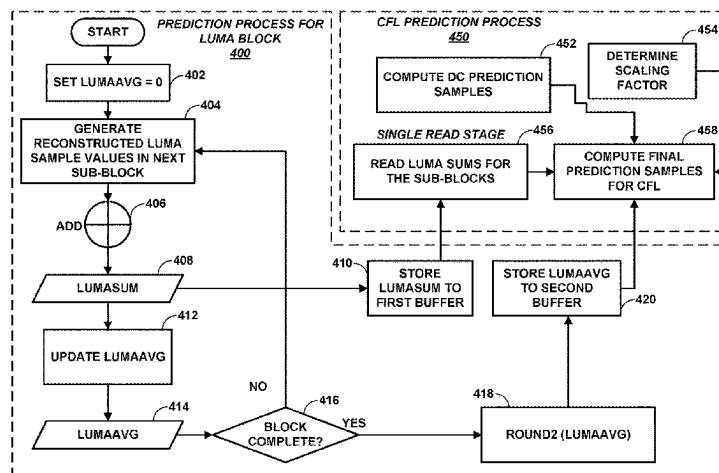 PREDICTION PROCESS FOR
LUMA BLOCK
400
START
SET LUMAAVG = 0
402
404
GENERATE
RECONSTRUCTED LUMA
SAMPLE VALUES IN NEXT
SUB-BLOCK
ADD
406
408
LUMASUM
412
UPDATE LUMAAVG
414
LUMAAVG
NO
416
BLOCK
COMPLETE?
YES
410
STORE
LUMASUM TO
FIRST BUFFER
STORE LUMAAVG
TO SECOND
BUFFER
420
418
ROUND2 (LUMAAVG)
CFL PREDICTION PROCESS
450
452
COMPUTE DC PREDICTION
SAMPLES
454
DETERMINE
SCALING
FACTOR
SINGLE READ STAGE
456
READ LUMA SUMS FOR
THE SUB-BLOCKS
458
COMPUTE FINAL
PREDICTION SAMPLES
FOR CFL